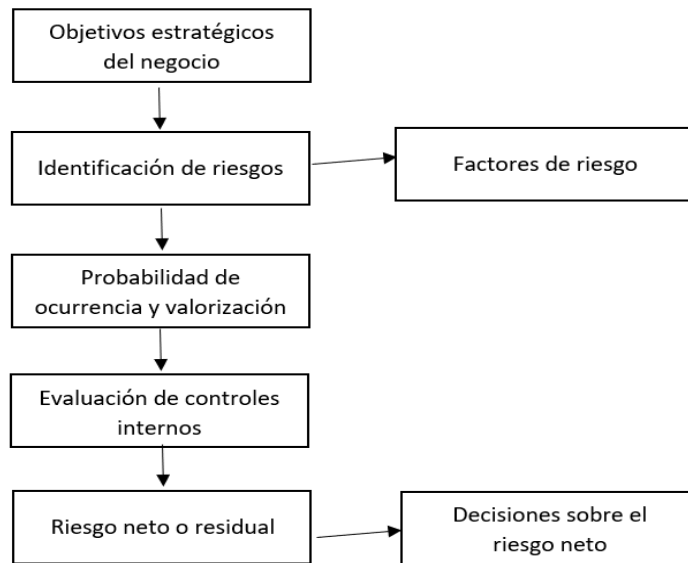 Objetivos estratégicos
del negocio
Identificación de riesgos
Factores de riesgo
Probabilidad de
ocurrencia y valorización
Evaluación de controles
internos
Riesgo neto o residual
Decisiones sobre el
riesgo neto